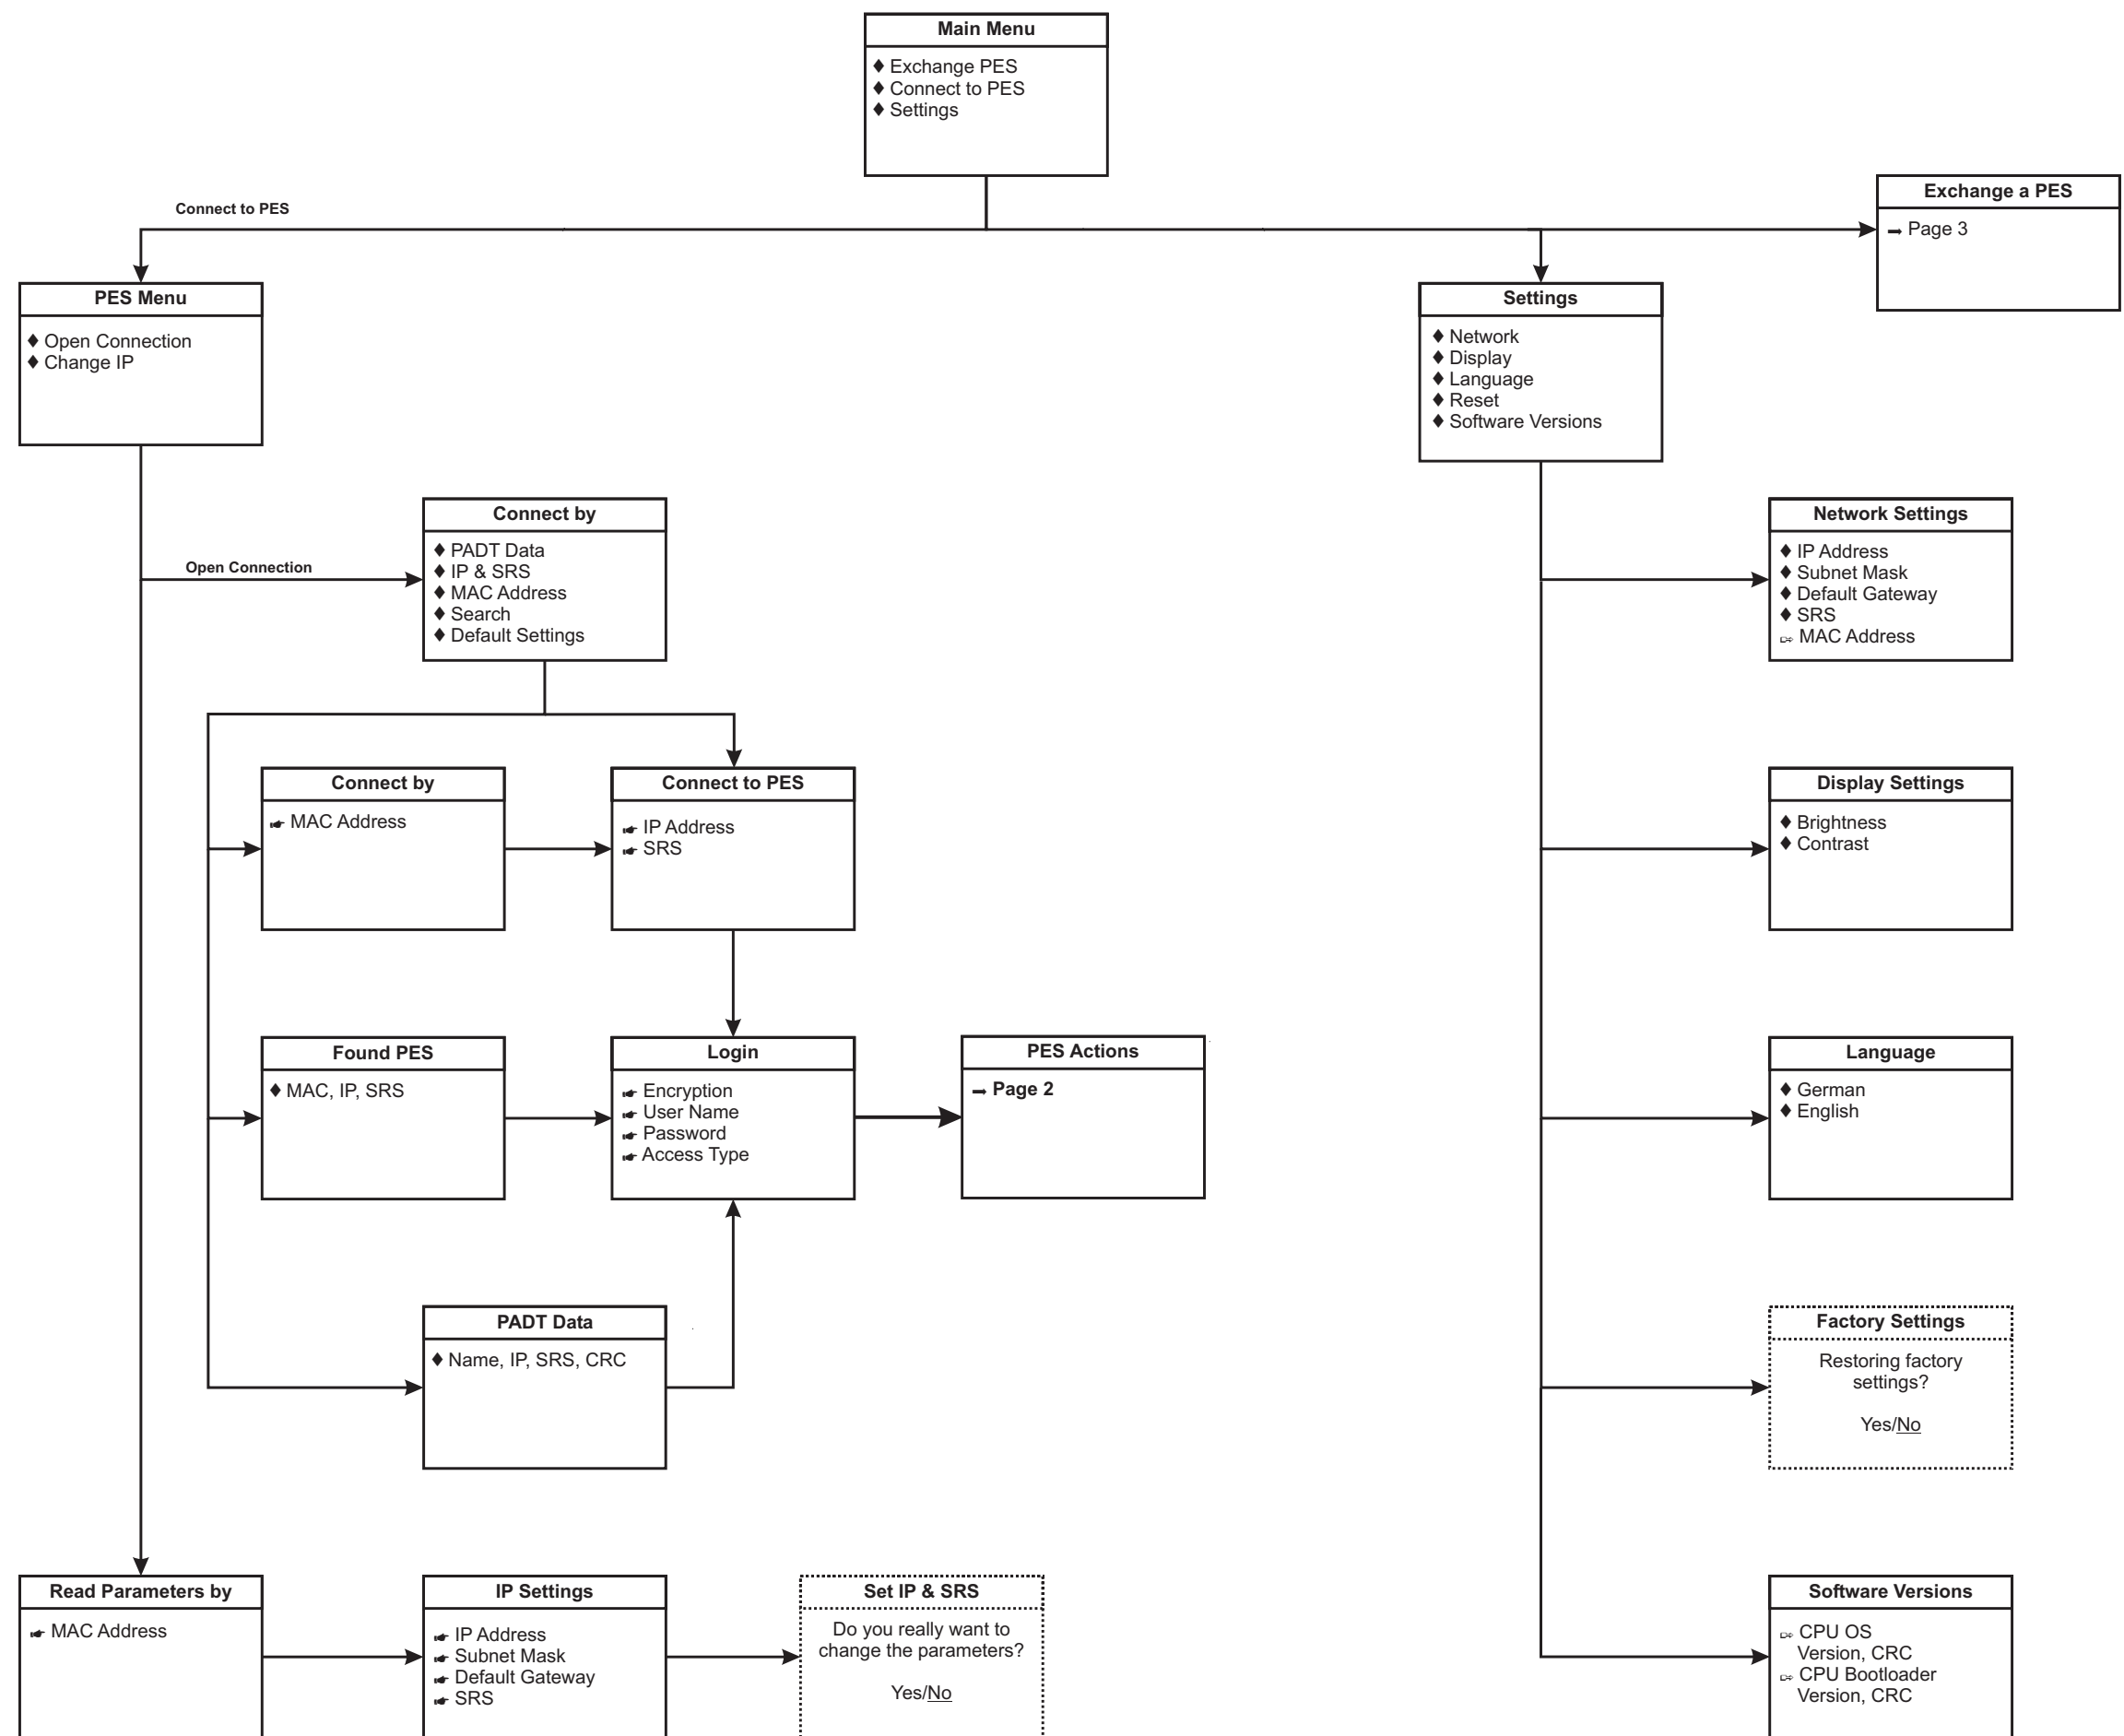 Main Menu
♦ Exchange PES
♦ Connect to PES
♦ Settings
Connect to PES
Exchange a PES
➞ Page 3
PES Menu
♦ Open Connection
♦ Change IP
Settings
♦ Network
♦ Display
♦ Language
♦ Reset
♦ Software Versions
Connect by
♦ PADT Data
♦ IP & SRS
♦ MAC Address
♦ Search
♦ Default Settings
Open Connection
Network Settings
♦ IP Address
♦ Subnet Mask
♦ Default Gateway
♦ SRS
MAC Address
Connect by
MAC Address
Connect to PES
IP Address
SRS
Display Settings
♦ Brightness
♦ Contrast
Found PES
♦ MAC, IP, SRS
Login
Encryption
User Name
Password
Access Type
PES Actions
➞ Page 2
Language
♦ German
♦ English
PADT Data
♦ Name, IP, SRS, CRC
Factory Settings
Restoring factory
settings?
Yes/No
Read Parameters by
MAC Address
IP Settings
IP Address
Subnet Mask
Default Gateway
SRS
Set IP & SRS
Do you really want to
change the parameters?
Yes/No
Software Versions
CPU OS
Version, CRC
CPU Bootloader
Version, CRC